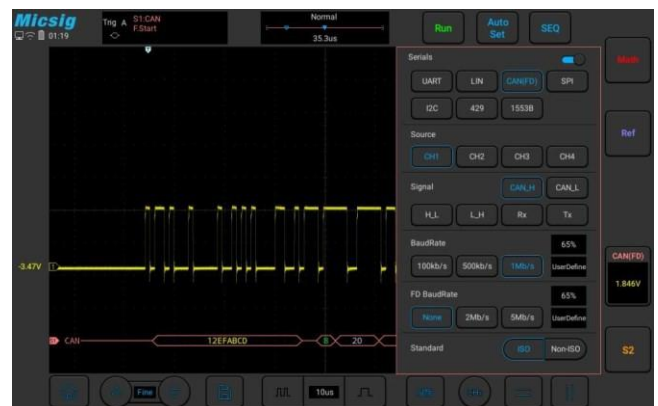 Micsig
Trig A S1:CAN
F.Start
01:19
Normal
35.3us
Run
Auto
Set
SEQ
Math
Ref
Serials
UART LIN CAN(FD) SPI
I2C 429 1553B
Source
CH1 CH2 CH3 CH4
Signal CAN_H CAN_L
H_L L_H Rx Tx
BaudRate 65%
100kb/s 500kb/s 1Mb/s UserDefine
FD BaudRate 65%
None 2Mb/s 5Mb/s UserDefine
Standard ISO Non-ISO
-3.47V
1
CAN
12EFABCD
8
20
CAN(FD)
1.846V
S2
Fine
10us